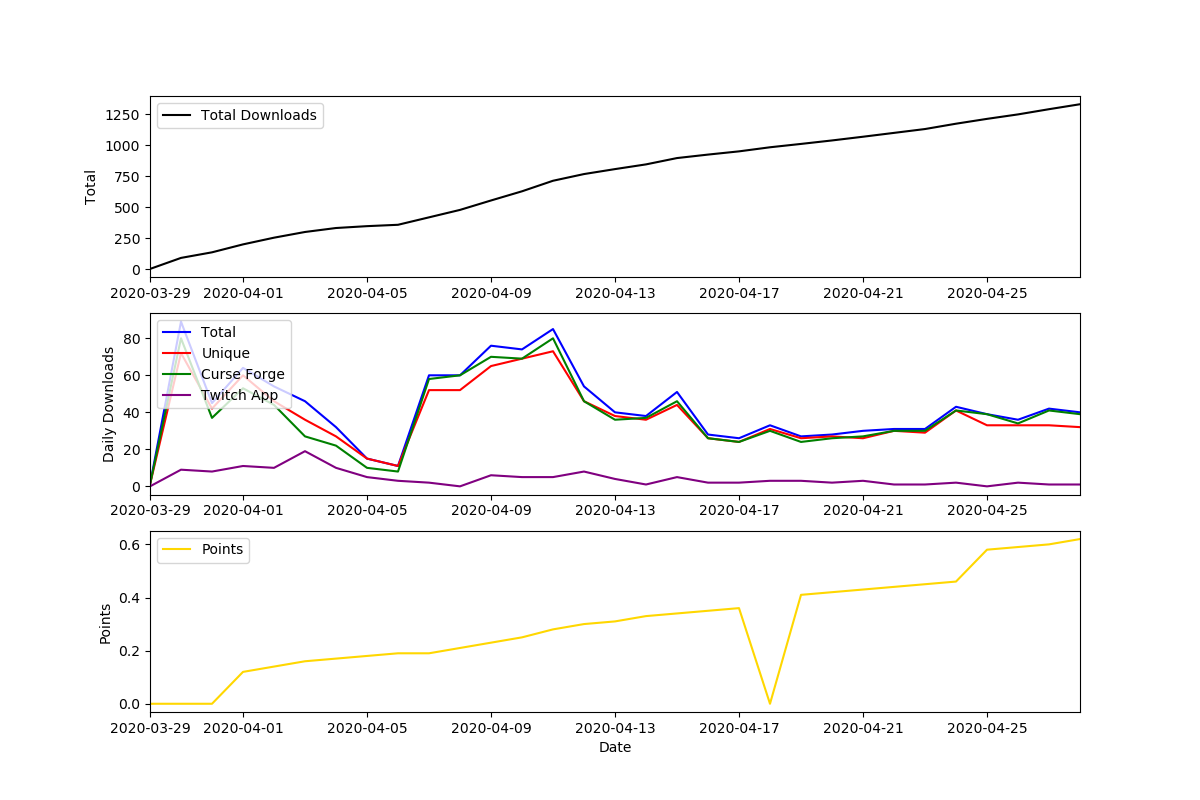 Total Downloads
1250
1000
750
500
250
0
Total
2020-03-29 2020-04-01 2020-04-05 2020-04-09 2020-04-13 2020-04-17 2020-04-21 2020-04-25
Total
Unique
Curse Forge
Twitch App
80
60
40
20
0
Daily Downloads
2020-03-29 2020-04-01 2020-04-05 2020-04-09 2020-04-13 2020-04-17 2020-04-21 2020-04-25
Points
0.6
0.4
0.2
0.0
Points
2020-03-29 2020-04-01 2020-04-05 2020-04-09 2020-04-13 2020-04-17 2020-04-21 2020-04-25
Date